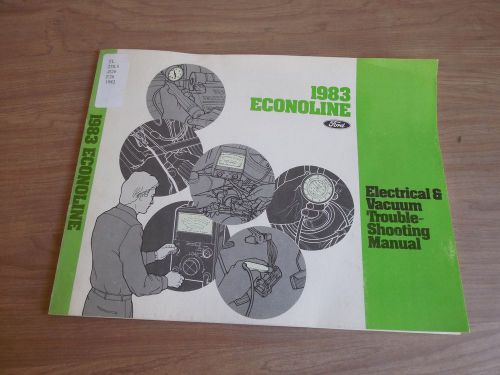 1983
ECONOLINE
Ford
Electrical &
Vacuum
Trouble-
Shooting
Manual
1983 ECONOLINE